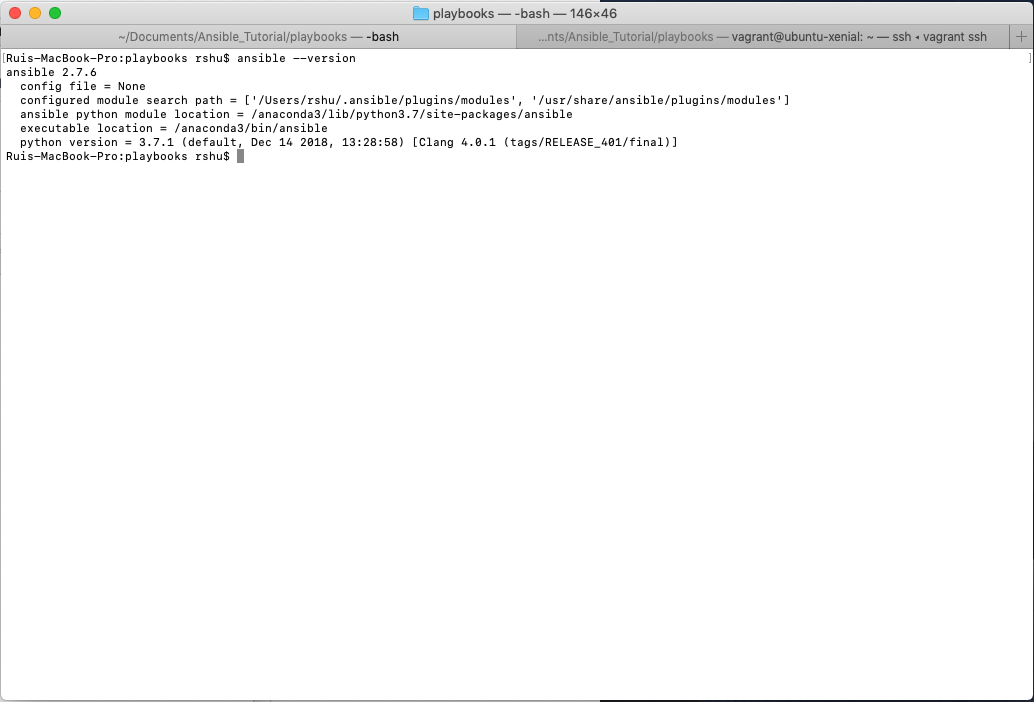 playbooks — -bash — 146×46
~/Documents/Ansible_Tutorial/playbooks — -bash
...nts/Ansible_Tutorial/playbooks — vagrant@ubuntu-xenial: ~ — ssh ◂ vagrant ssh
+
[Ruis-MacBook-Pro:playbooks rshu$ ansible --version ]
ansible 2.7.6
  config file = None
  configured module search path = ['/Users/rshu/.ansible/plugins/modules', '/usr/share/ansible/plugins/modules']
  ansible python module location = /anaconda3/lib/python3.7/site-packages/ansible
  executable location = /anaconda3/bin/ansible
  python version = 3.7.1 (default, Dec 14 2018, 13:28:58) [Clang 4.0.1 (tags/RELEASE_401/final)]
Ruis-MacBook-Pro:playbooks rshu$